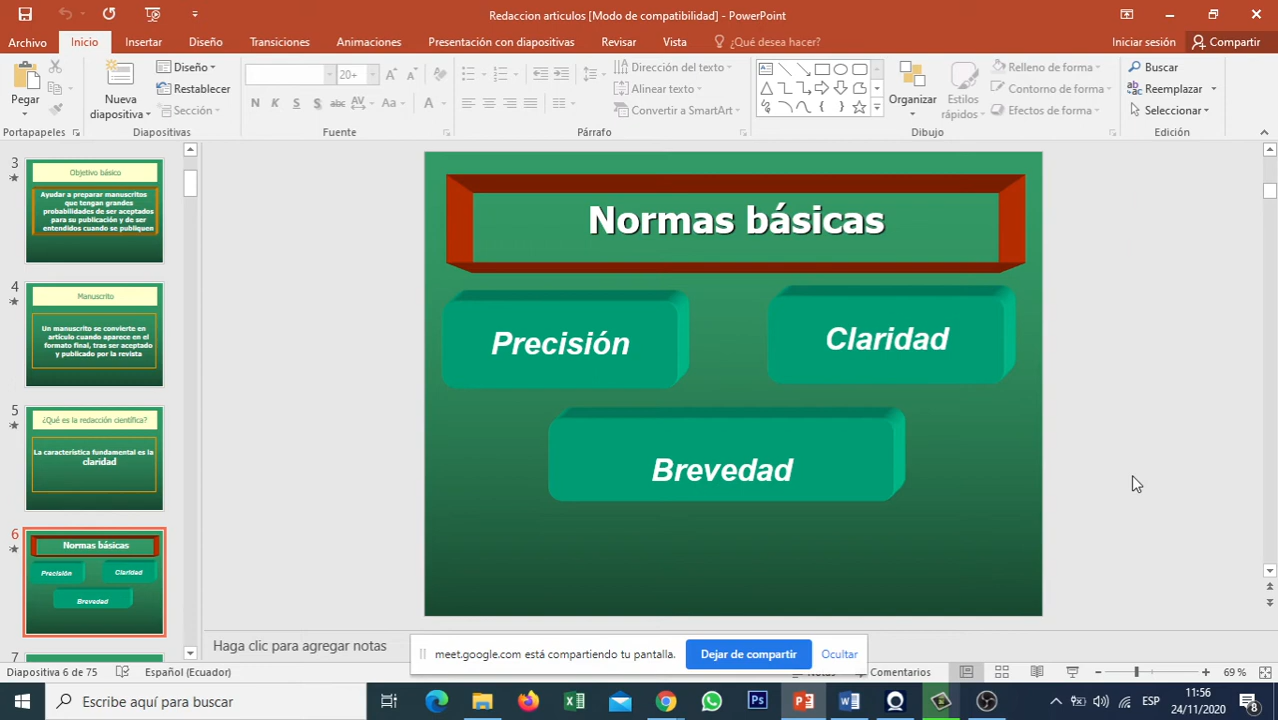 Redaccion articulos [Modo de compatibilidad] - PowerPoint
Archivo
Inicio
Insertar
Diseño
Transiciones
Animaciones
Presentación con diapositivas
Revisar
Vista
¿Qué desea hacer?
Iniciar sesión
Compartir
Pegar
Nueva
diapositiva
Diseño
Restablecer
Sección
20+
N K S S abc AV Aa A
Dirección del texto
Alinear texto
Convertir a SmartArt
Organizar
Estilos
rápidos
Relleno de forma
Contorno de forma
Efectos de forma
Buscar
Reemplazar
Seleccionar
Portapapeles
Diapositivas
Fuente
Párrafo
Dibujo
Edición
3
Objetivo básico
Ayudar a preparar manuscritos
que tengan grandes
probabilidades de ser aceptados
para su publicación y de ser
entendidos cuando se publiquen
4
Manuscrito
Un manuscrito se convierte en
artículo cuando aparece en el
formato final, tras ser aceptado
y publicado por la revista
5
¿Qué es la redacción científica?
La característica fundamental es la
claridad
6
Normas básicas
Precisión
Claridad
Brevedad
7
Normas básicas
Precisión
Claridad
Brevedad
Haga clic para agregar notas
meet.google.com está compartiendo tu pantalla.
Dejar de compartir
Ocultar
Diapositiva 6 de 75
Español (Ecuador)
Notas
Comentarios
69 %
Escribe aquí para buscar
ESP
11:56
24/11/2020
8